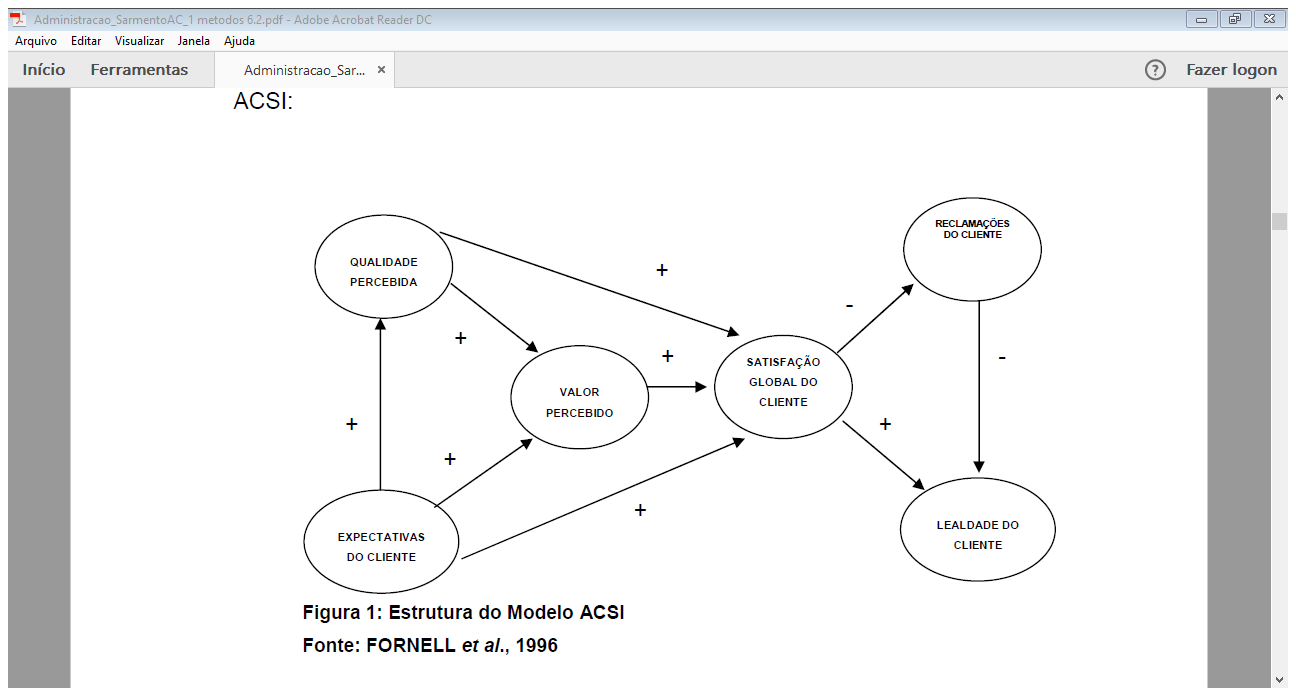 Administracao_SarmentoAC_1 metodos 6.2.pdf - Adobe Acrobat Reader DC
Arquivo Editar Visualizar Janela Ajuda
Início Ferramentas Administracao_Sar... × ? Fazer logon
ACSI:
RECLAMAÇÕES
DO CLIENTE
QUALIDADE
PERCEBIDA
+
-
+
+
-
SATISFAÇÃO
GLOBAL DO
CLIENTE
VALOR
PERCEBIDO
+
+
+
+
EXPECTATIVAS
DO CLIENTE
LEALDADE DO
CLIENTE
Figura 1: Estrutura do Modelo ACSI
Fonte: FORNELL et al., 1996